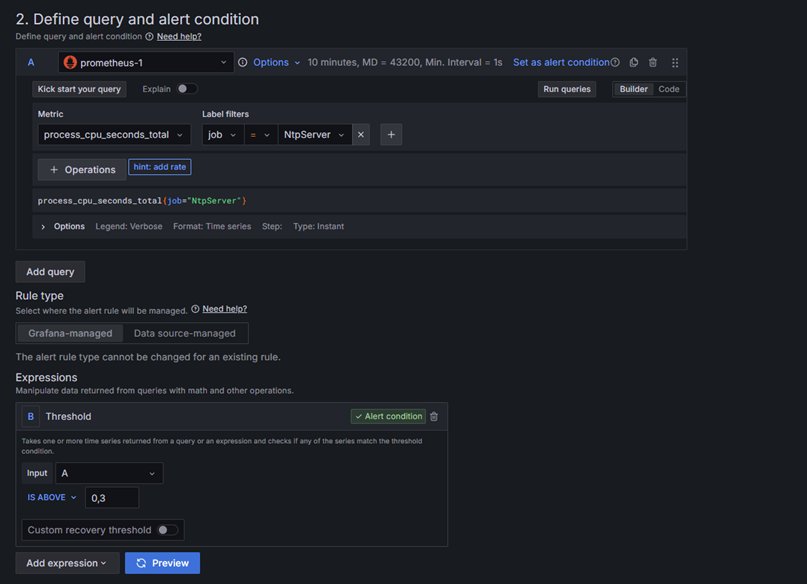 2. Define query and alert condition
Define query and alert condition Need help?
A prometheus-1 Options 10 minutes, MD = 43200, Min. Interval = 1s Set as alert condition
Kick start your query Explain Run queries Builder Code
Metric Label filters
process_cpu_seconds_total job = NtpServer × +
+ Operations hint: add rate
process_cpu_seconds_total{job="NtpServer"}
Options Legend: Verbose Format: Time series Step: Type: Instant
Add query
Rule type
Select where the alert rule will be managed. Need help?
Grafana-managed Data source-managed
The alert rule type cannot be changed for an existing rule.
Expressions
Manipulate data returned from queries with math and other operations.
B Threshold Alert condition
Takes one or more time series returned from a query or an expression and checks if any of the series match the threshold
condition.
Input A
IS ABOVE 0,3
Custom recovery threshold
Add expression Preview